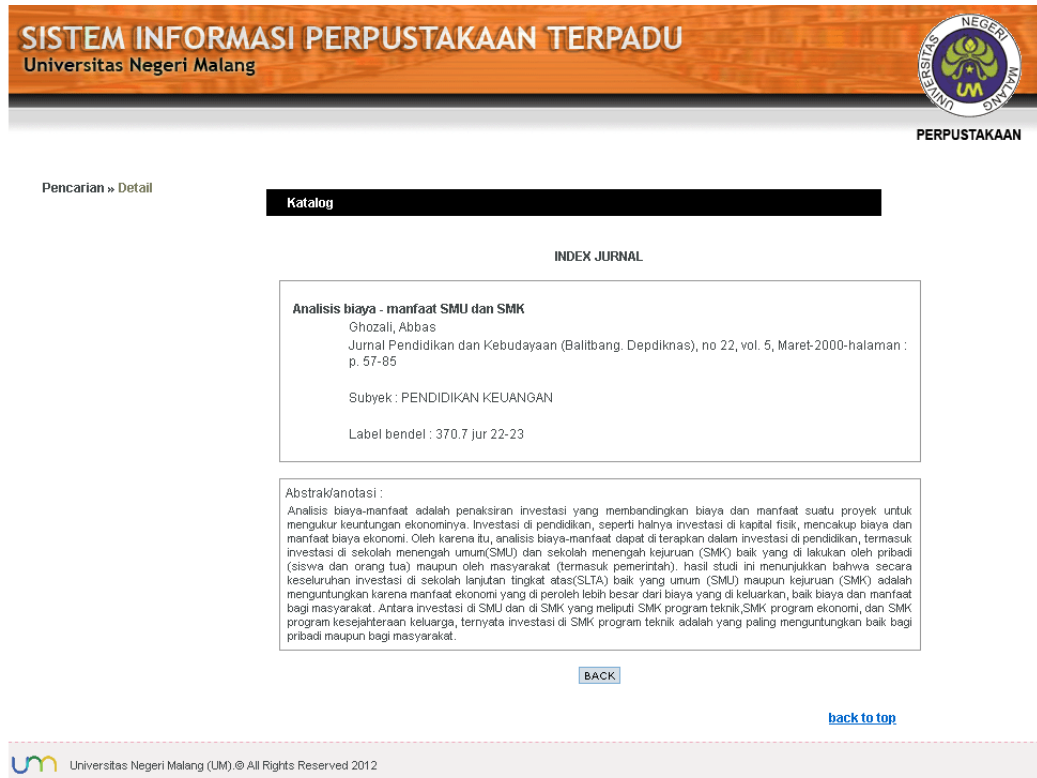 SISTEM INFORMASI PERPUSTAKAAN TERPADU
Universitas Negeri Malang
UNIVERSITAS NEGERI MALANG
UM
PERPUSTAKAAN
Pencarian » Detail
Katalog
INDEX JURNAL
Analisis biaya - manfaat SMU dan SMK
Ghozali, Abbas
Jurnal Pendidikan dan Kebudayaan (Balitbang. Depdiknas), no 22, vol. 5, Maret-2000-halaman :
p. 57-85
Subyek : PENDIDIKAN KEUANGAN
Label bendel : 370.7 jur 22-23
Abstrak/anotasi :
Analisis biaya-manfaat adalah penaksiran investasi yang membandingkan biaya dan manfaat suatu proyek untuk
mengukur keuntungan ekonominya. Investasi di pendidikan, seperti halnya investasi di kapital fisik, mencakup biaya dan
manfaat biaya ekonomi. Oleh karena itu, analisis biaya-manfaat dapat di terapkan dalam investasi di pendidikan, termasuk
investasi di sekolah menengah umum(SMU) dan sekolah menengah kejuruan (SMK) baik yang di lakukan oleh pribadi
(siswa dan orang tua) maupun oleh masyarakat (termasuk pemerintah). hasil studi ini menunjukkan bahwa secara
keseluruhan investasi di sekolah lanjutan tingkat atas(SLTA) baik yang umum (SMU) maupun kejuruan (SMK) adalah
menguntungkan karena manfaat ekonomi yang di peroleh lebih besar dari biaya yang di keluarkan, baik biaya dan manfaat
bagi masyarakat. Antara investasi di SMU dan di SMK yang meliputi SMK program teknik,SMK program ekonomi, dan SMK
program kesejahteraan keluarga, ternyata investasi di SMK program teknik adalah yang paling menguntungkan baik bagi
pribadi maupun bagi masyarakat.
BACK
back to top
um Universitas Negeri Malang (UM).© All Rights Reserved 2012